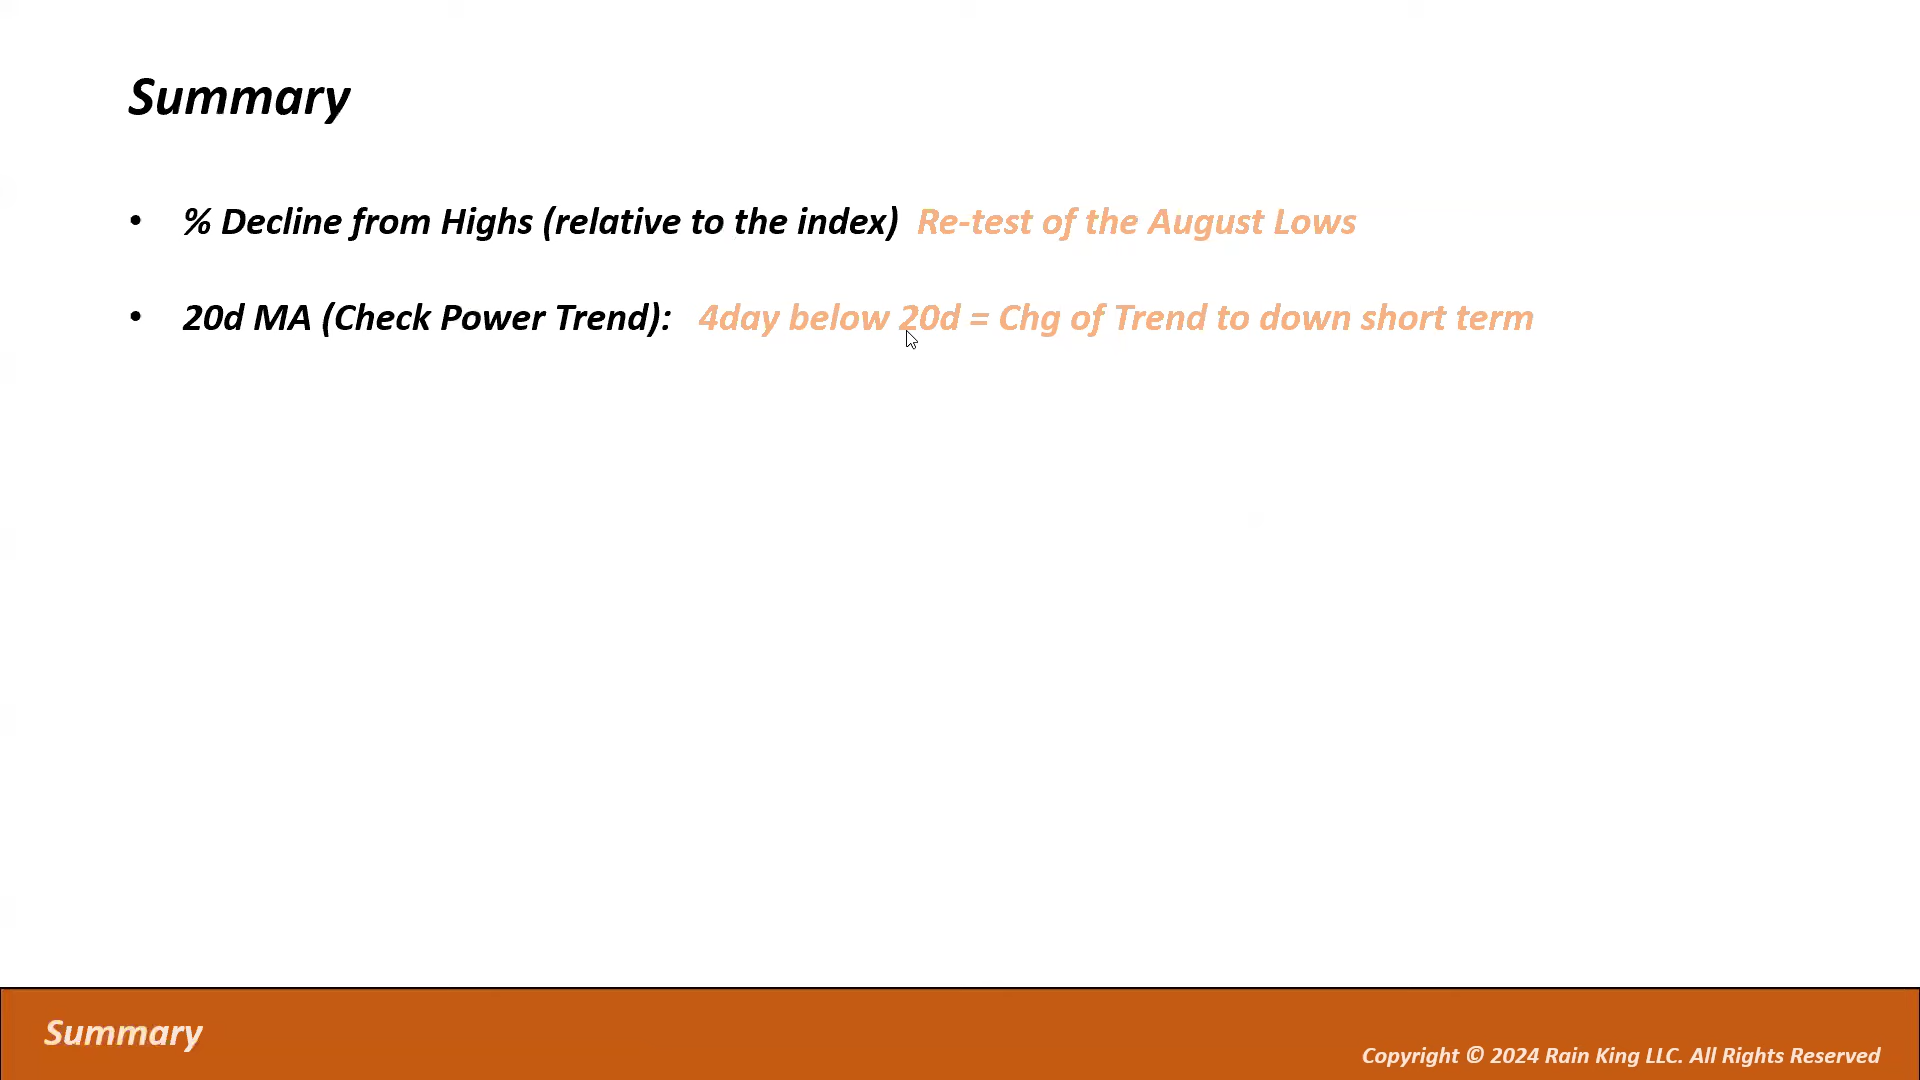 Summary
• % Decline from Highs (relative to the index) Re-test of the August Lows
• 20d MA (Check Power Trend): 4day below 20d = Chg of Trend to down short term
Summary
Copyright © 2024 Rain King LLC. All Rights Reserved